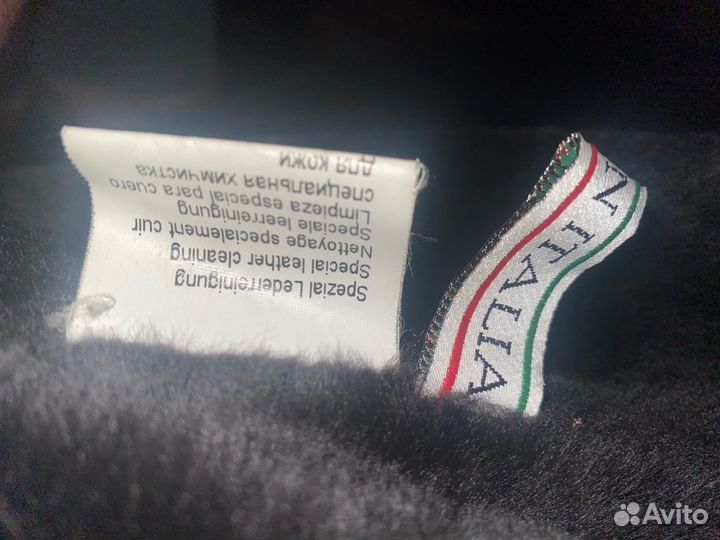 Spezial Lederreinigung
Special leather cleaning
Nettoyage specialement cuir
Speciale leerreinigung
Limpieza especial para cuero
СПЕЦИАЛЬНАЯ ХИМЧИСТКА
ДЛЯ КОЖИ
N ITALIA
Avito